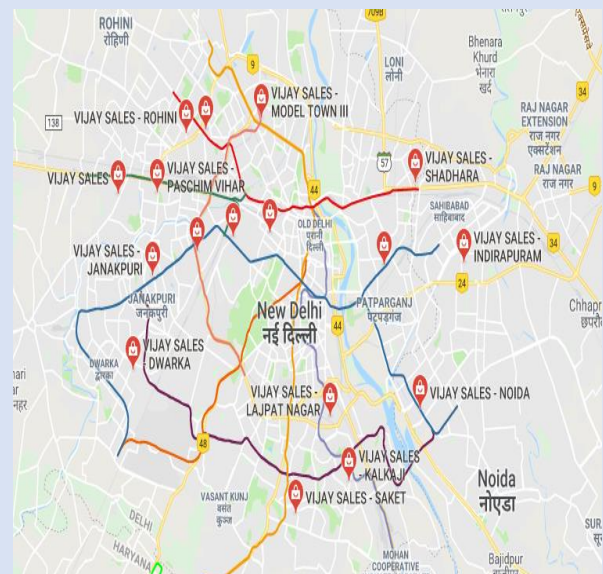 ROHINI
रोहिणी
709B
9
LONI
लोनी
Bhenara
Khurd
भेनारा
खुर्द
34
138
VIJAY SALES - ROHINI
VIJAY SALES -
MODEL TOWN III
RAJ NAGAR
EXTENSION
राज नगर
एक्सटेंशन
57
VIJAY SALES -
SHADHARA
RAJ NAGAR
राज नगर
VIJAY SALES
VIJAY SALES -
PASCHIM VIHAR
44
9
SAHIBABAD
साहिबाबाद
OLD DELHI
पुरानी
दिल्ली
VIJAY SALES -
JANAKPURI
VIJAY SALES -
INDIRAPURAM
34
24
JANAKPURI
जनकपुरी
New Delhi
नई दिल्ली
PATPARGANJ
पटपड़गंज
Chhapr
छपरौ
44
VIJAY SALES
- DWARKA
DWARKA
द्वारका
नहर
VIJAY SALES -
LAJPAT NAGAR
VIJAY SALES - NOIDA
48
VIJAY SALES
- KALKAJI
VASANT KUNJ
वसंत
कुञ्ज
VIJAY SALES - SAKET
Noida
नोएडा
DELHI
HARYANA
MOHAN
COOPERATIVE
Bajidpur